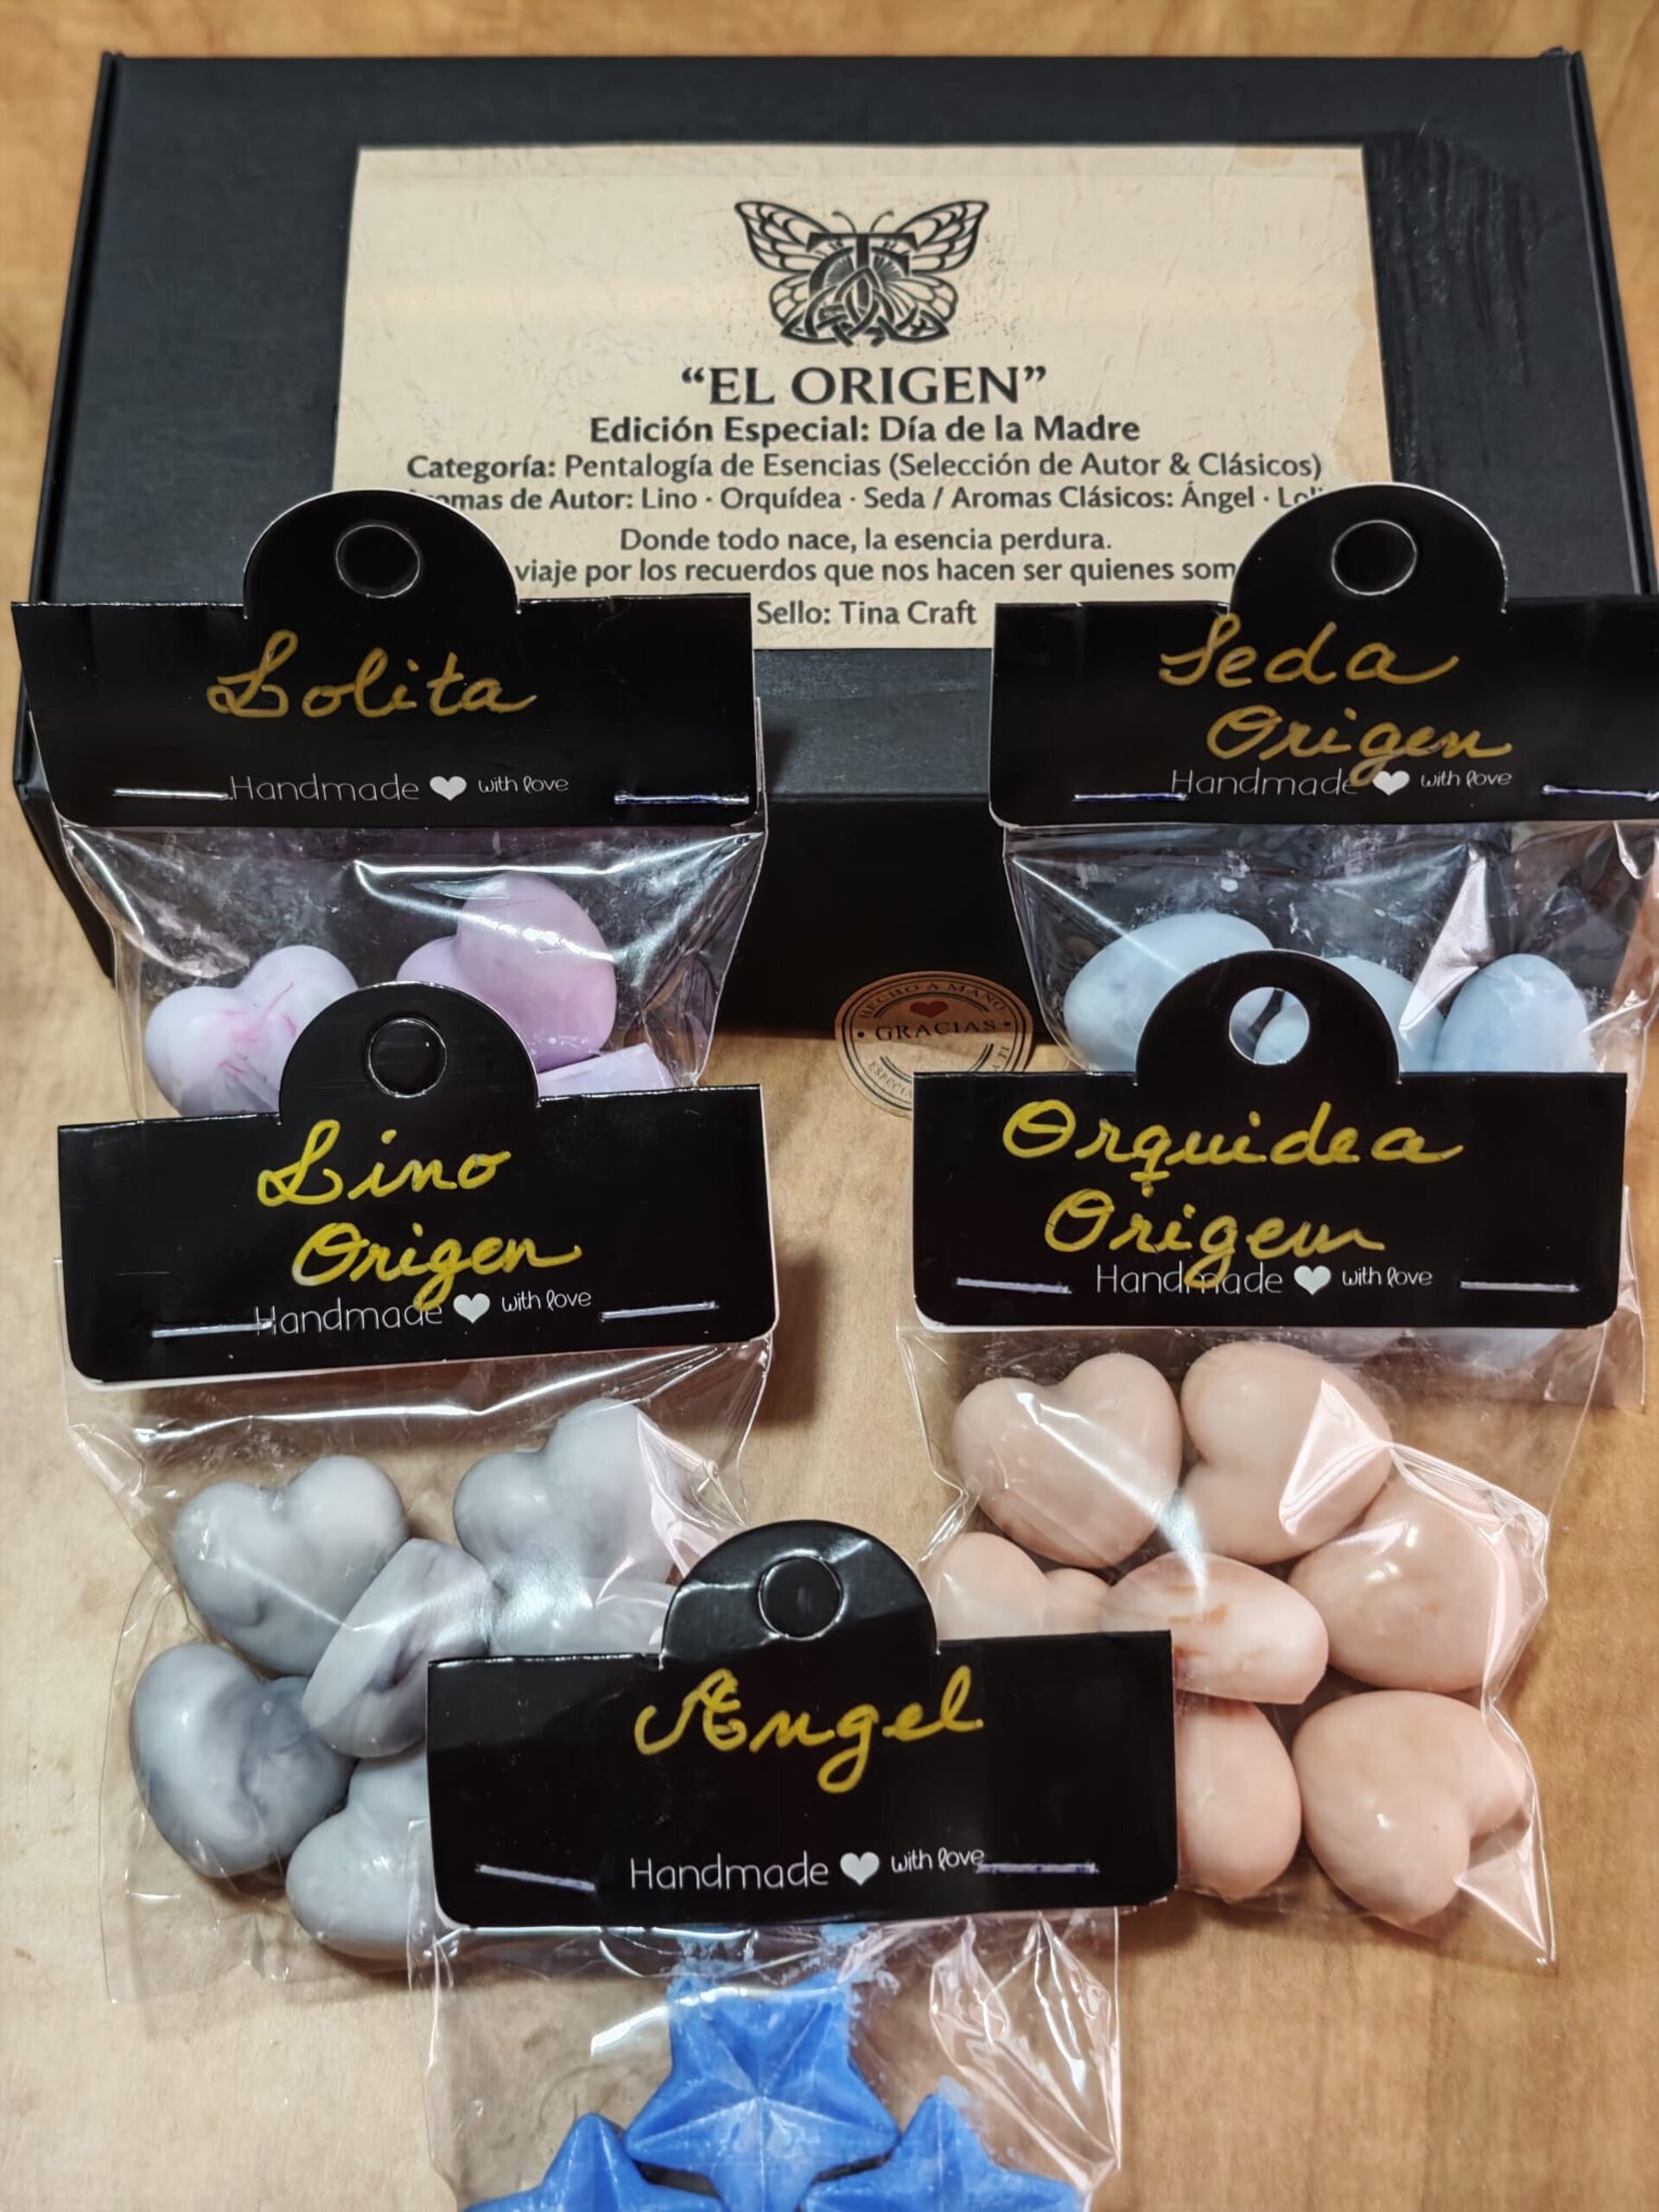 “EL ORIGEN”
Edición Especial: Día de la Madre
Categoría: Pentalogía de Esencias (Selección de Autor & Clásicos)
de Autor: Lino · Orquídea · Seda / Aromas Clásicos: Ángel ·
Donde todo nace, la esencia perdura.
viaje por los recuerdos que nos hacen ser quienes
Sello: Tina Craft
Lolita
Handmade with love
Seda
Origen
Handmade with love
HECHO A MANO
GRACIAS
Lino
Origen
Handmade with love
Orquidea
Origen
Handmade with love
Angel
Handmade with love